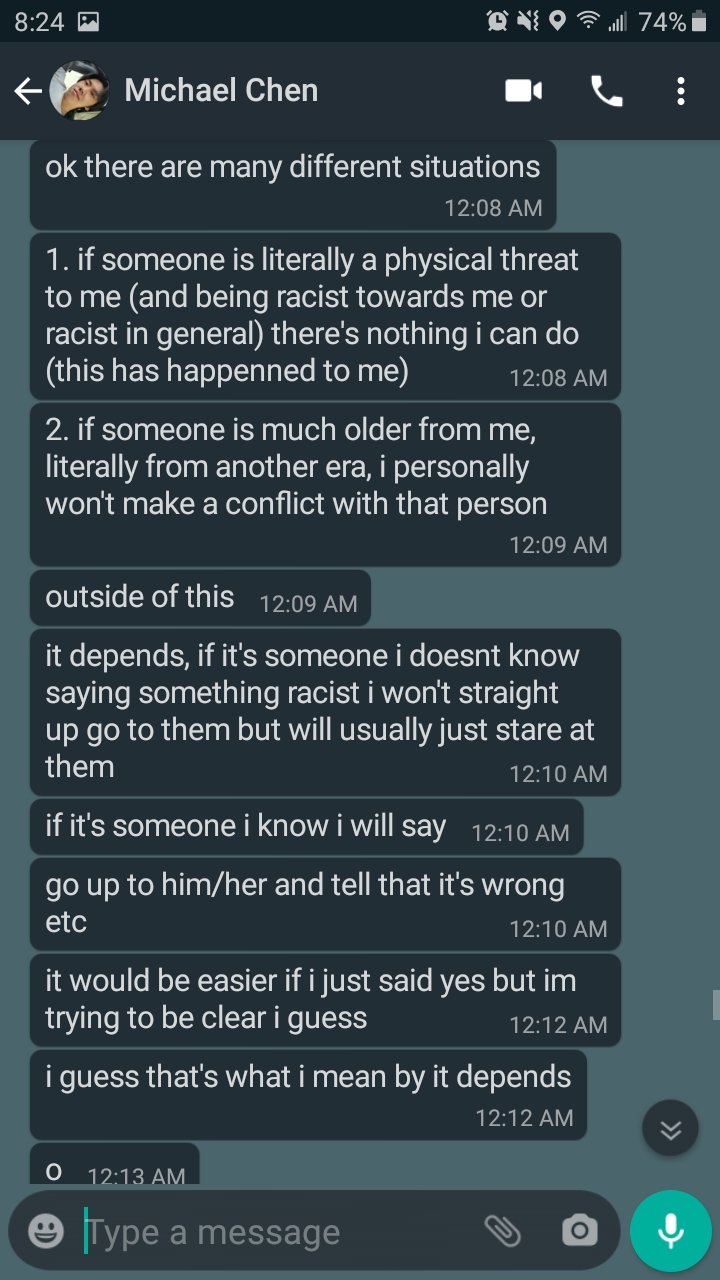 8:24
74%
Michael Chen
ok there are many different situations
12:08 AM
1. if someone is literally a physical threat
to me (and being racist towards me or
racist in general) there's nothing i can do
(this has happenned to me)
12:08 AM
2. if someone is much older from me,
literally from another era, i personally
won't make a conflict with that person
12:09 AM
outside of this
12:09 AM
it depends, if it's someone i doesnt know
saying something racist i won't straight
up go to them but will usually just stare at
them
12:10 AM
if it's someone i know i will say
12:10 AM
go up to him/her and tell that it's wrong
etc
12:10 AM
it would be easier if i just said yes but im
trying to be clear i guess
12:12 AM
i guess that's what i mean by it depends
12:12 AM
o
12:13 AM
Type a message